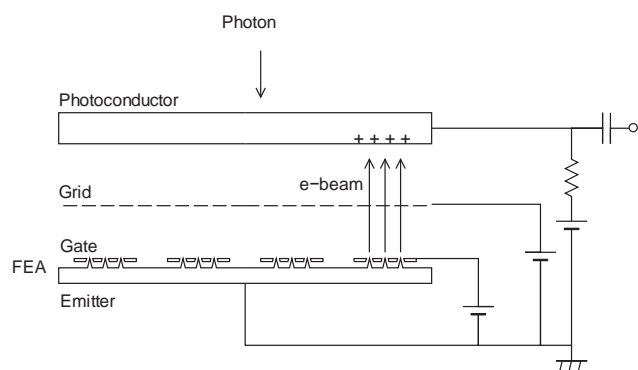 Photon
Photoconductor
+ + + +
e−beam
Grid
Gate
FEA
Emitter